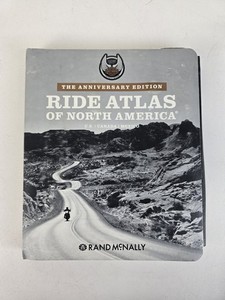 THE ANNIVERSARY EDITION
RIDE ATLAS
OF NORTH AMERICA®
RAND MCNALLY